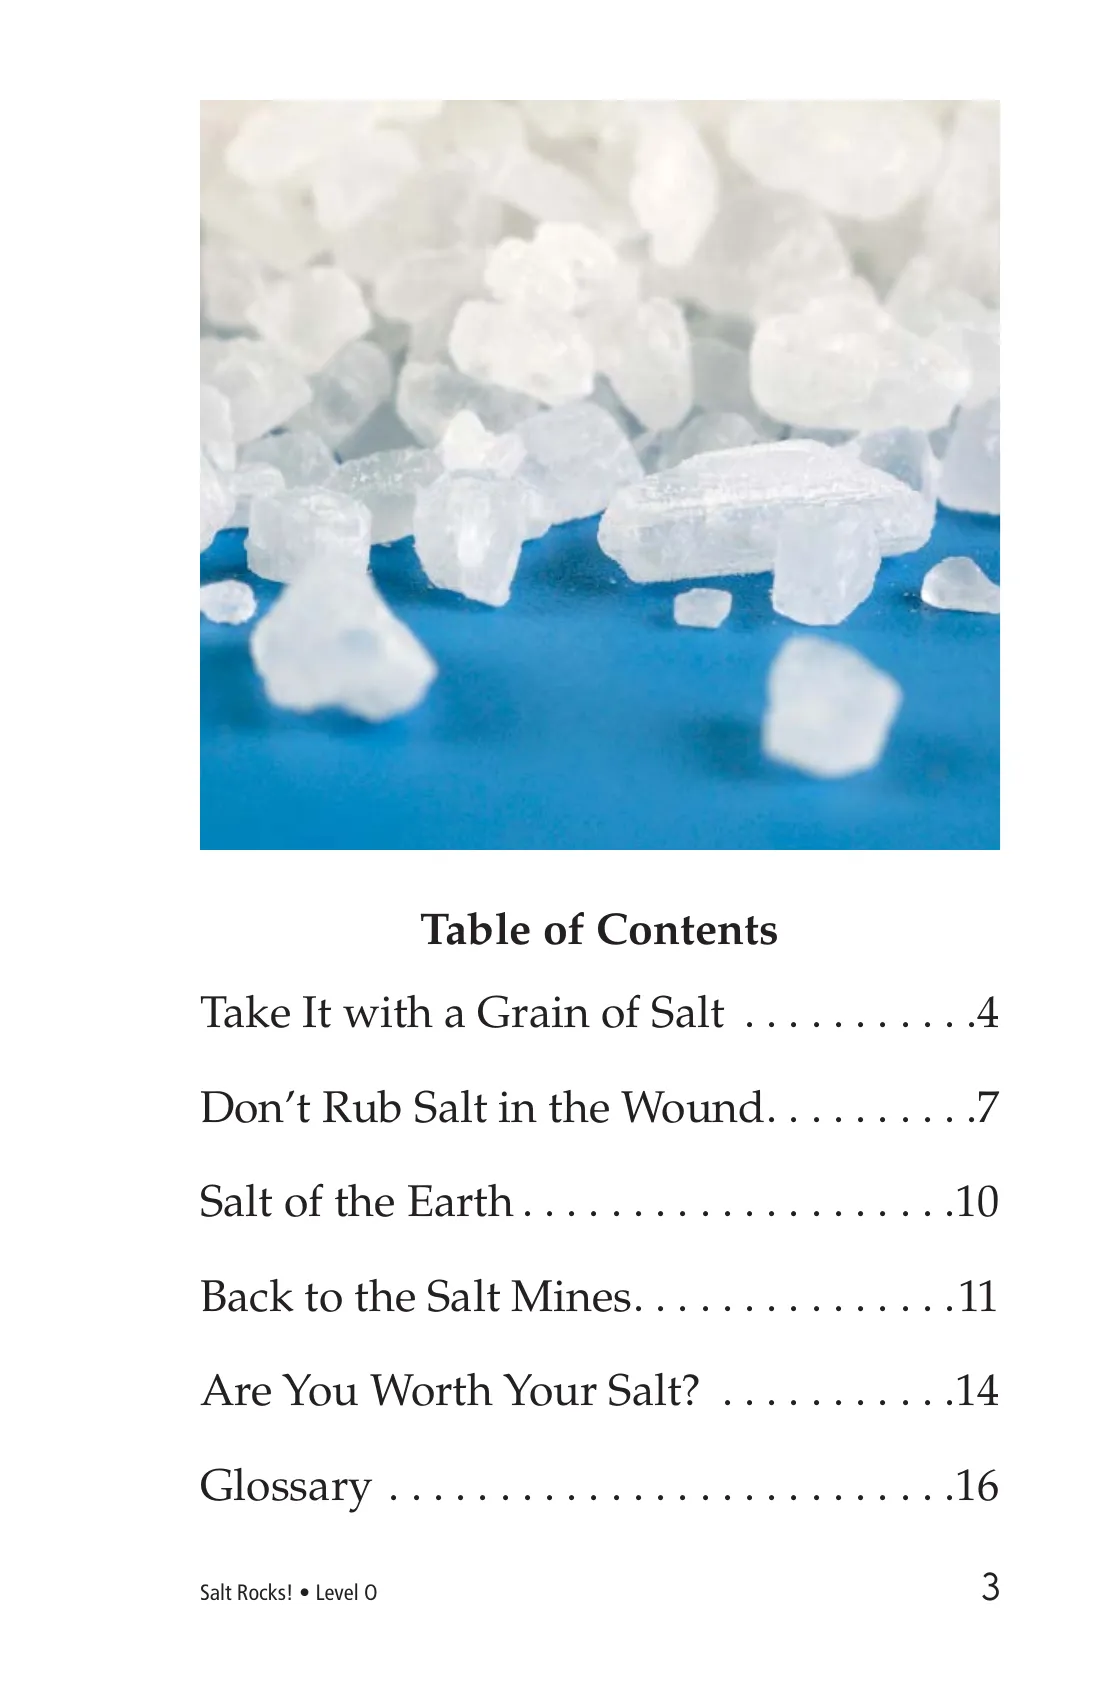 Table of Contents
Take It with a Grain of Salt . . . . . . . . . . .4
Don’t Rub Salt in the Wound. . . . . . . . . .7
Salt of the Earth . . . . . . . . . . . . . . . . . . . .10
Back to the Salt Mines. . . . . . . . . . . . . . .11
Are You Worth Your Salt? . . . . . . . . . . .14
Glossary . . . . . . . . . . . . . . . . . . . . . . . . . .16
Salt Rocks! • Level O 3